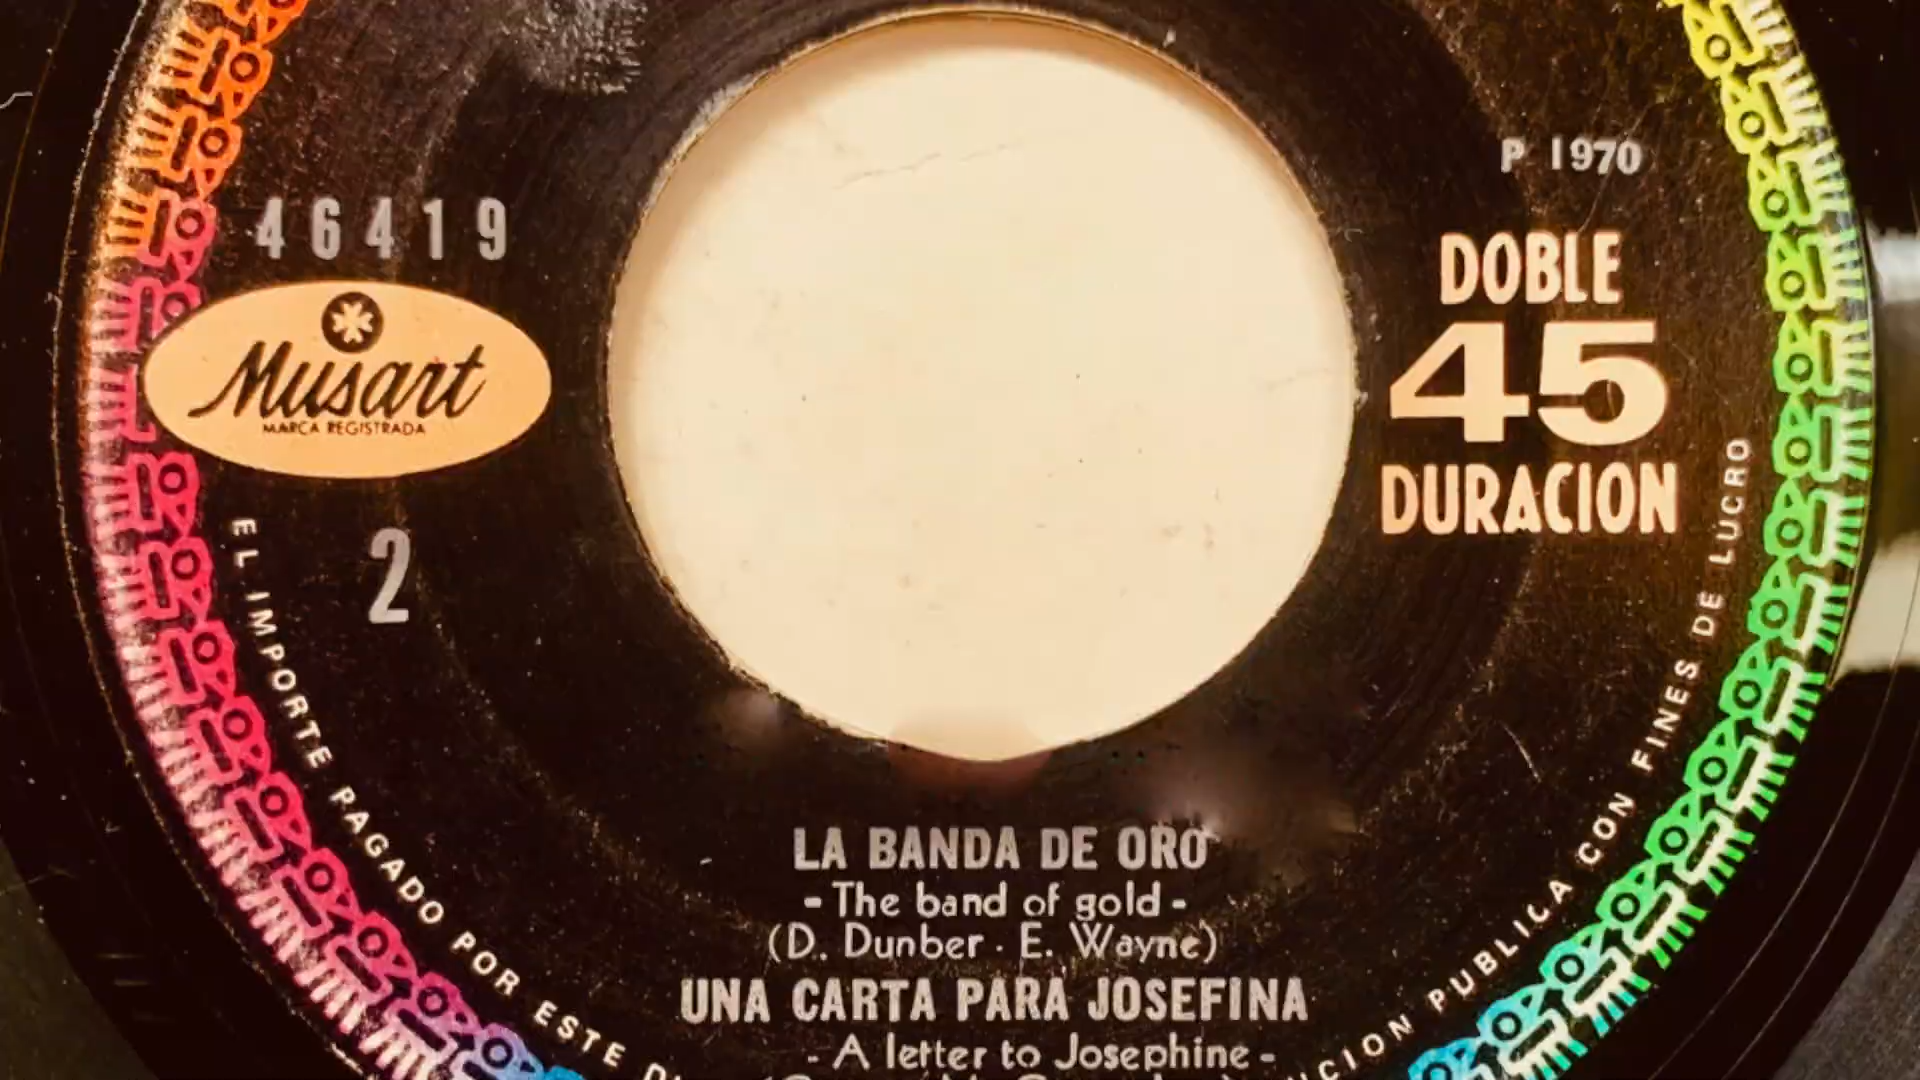 P 1970
46419
DOBLE
45
DURACION
Musart
MARCA REGISTRADA
2
LA BANDA DE ORO
-The band of gold-
(D. Dunber · E. Wayne)
UNA CARTA PARA JOSEFINA
- A letter to Josephine -
EL IMPORTE PAGADO POR ESTE
PUBLICA CON FINES DE LUCRO